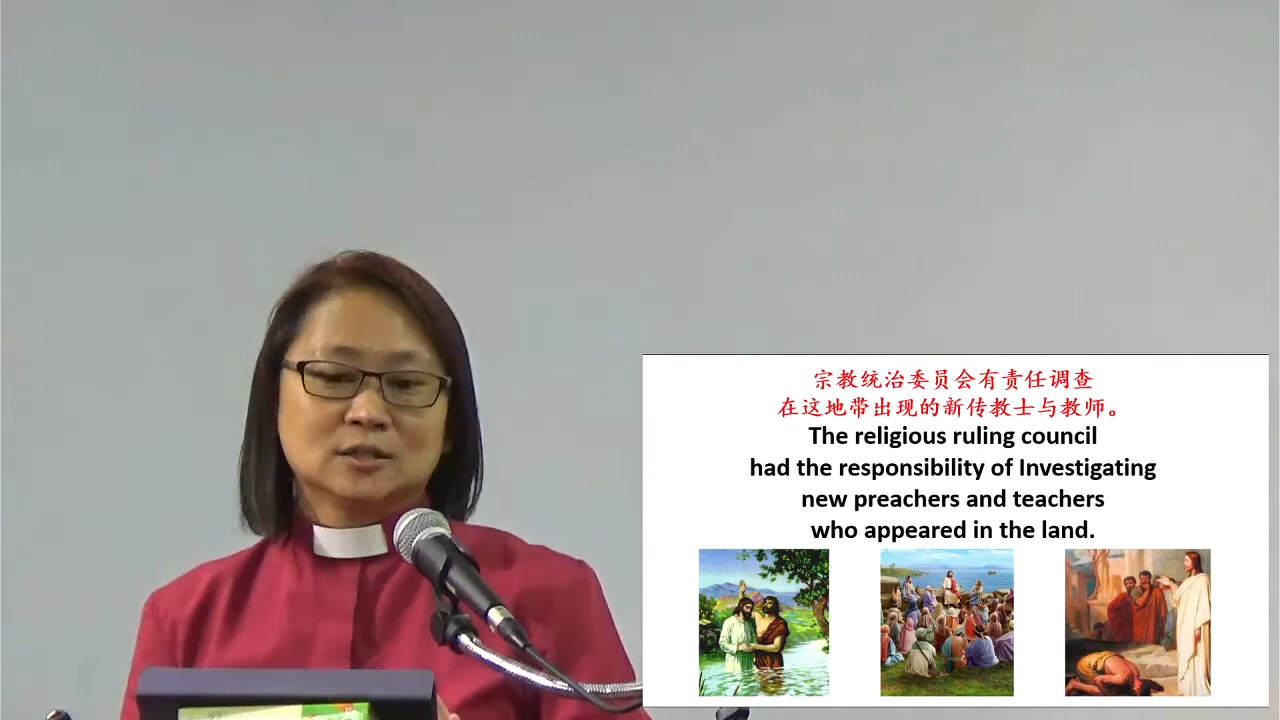 宗教统治委员会有责任调查
在这地带出现的新传教士与教师。
The religious ruling council
had the responsibility of Investigating
new preachers and teachers
who appeared in the land.